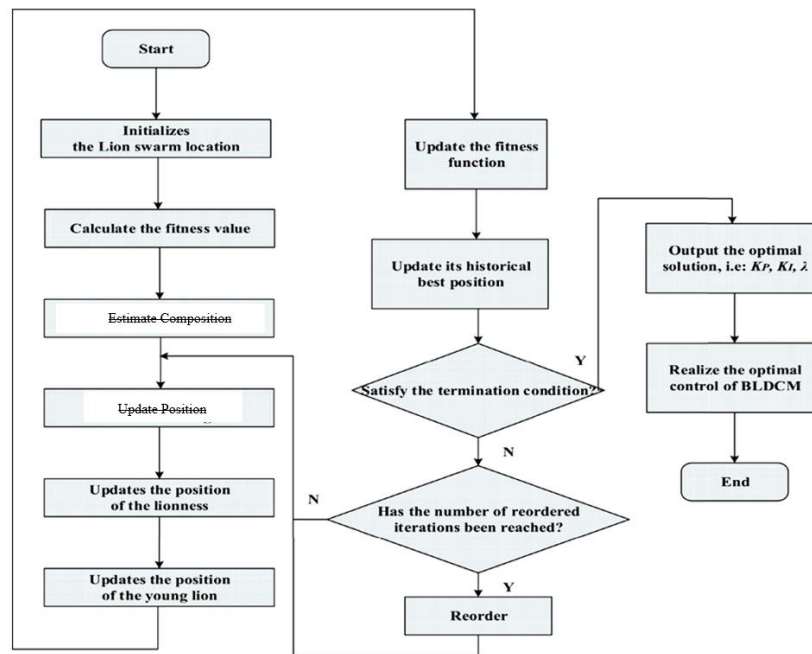 Start
Initializes
the Lion swarm location
Calculate the fitness value
Estimate Composition
Update Position
Updates the position
of the lionness
Updates the position
of the young lion
Update the fitness
function
Update its historical
best position
Satisfy the termination condition?
Y
N
Has the number of reordered
iterations been reached?
N
Y
Reorder
Output the optimal
solution, i.e: KP, KI, λ
Realize the optimal
control of BLDCM
End